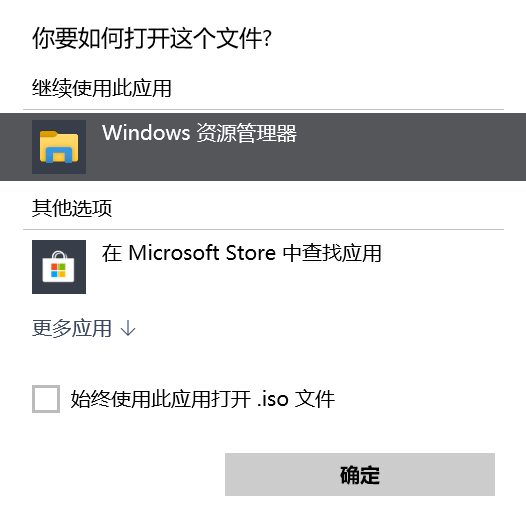 你要如何打开这个文件?
继续使用此应用
Windows 资源管理器
其他选项
在 Microsoft Store 中查找应用
更多应用 ↓
始终使用此应用打开 .iso 文件
确定